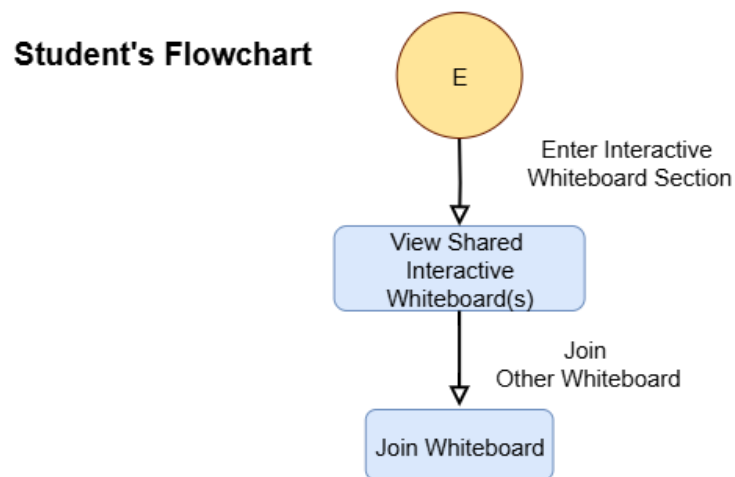 Student's Flowchart
E
Enter Interactive
Whiteboard Section
View Shared
Interactive
Whiteboard(s)
Join
Other Whiteboard
Join Whiteboard